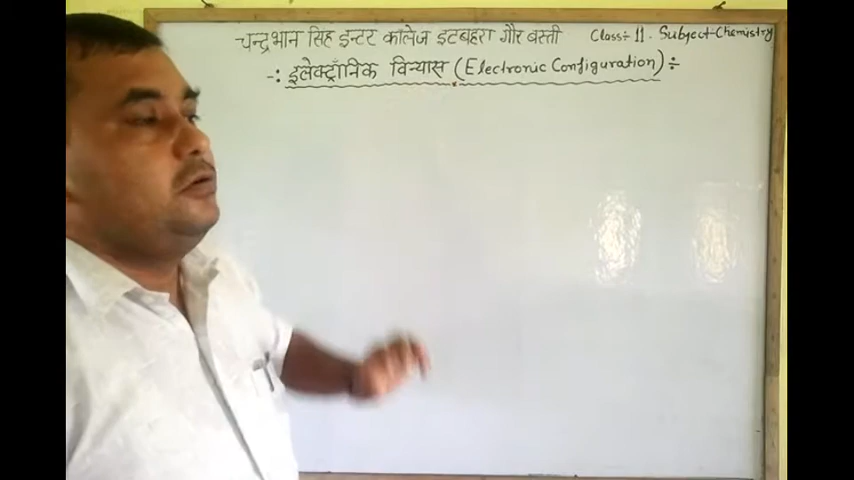 चन्द्रभान सिंह इन्टर कालेज इटबहरा गौर बस्ती Class÷ 11. Subject-Chemistry
-: इलेक्ट्रॉनिक विन्यास (Electronic Configuration) ÷